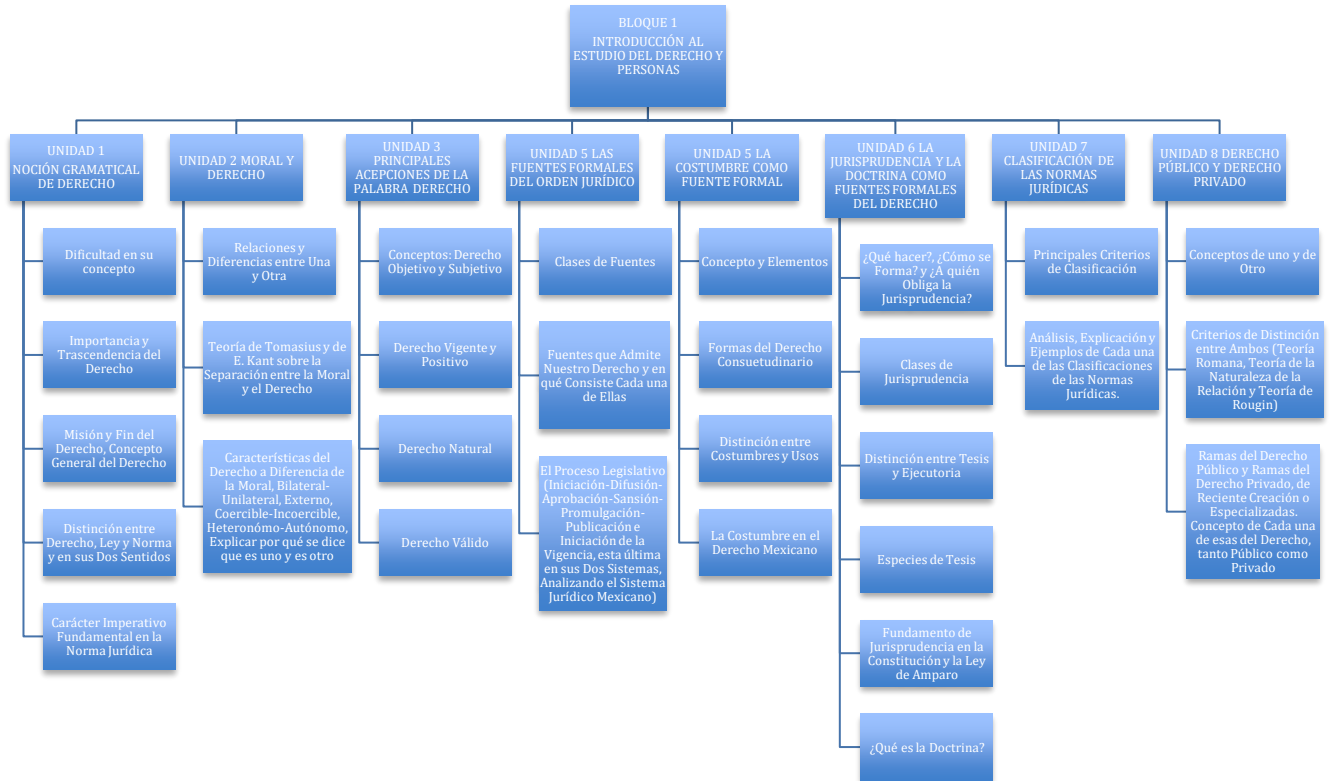 BLOQUE 1
INTRODUCCIÓN AL
ESTUDIO DEL DERECHO Y
PERSONAS
UNIDAD 1
NOCIÓN GRAMATICAL
DE DERECHO
Dificultad en su
concepto
Importancia y
Trascendencia del
Derecho
Misión y Fin del
Derecho, Concepto
General del Derecho
Distinción entre
Derecho, Ley y Norma
y en sus Dos Sentidos
Carácter Imperativo
Fundamental en la
Norma Jurídica
UNIDAD 2 MORAL Y
DERECHO
Relaciones y
Diferencias entre Una
y Otra
Teoría de Tomasius y de
E. Kant sobre la
Separación entre la Moral
y el Derecho
Características del
Derecho a Diferencia de
la Moral, Bilateral-
Unilateral, Externo,
Coercible-Incoercible,
Heteronómo-Autónomo,
Explicar por qué se dice
que es uno y es otro
UNIDAD 3
PRINCIPALES
ACEPCIONES DE LA
PALABRA DERECHO
Conceptos: Derecho
Objetivo y Subjetivo
Derecho Vigente y
Positivo
Derecho Natural
Derecho Válido
UNIDAD 5 LAS
FUENTES FORMALES
DEL ORDEN JURÍDICO
Clases de Fuentes
Fuentes que Admite
Nuestro Derecho y en
qué Consiste Cada una
de Ellas
El Proceso Legislativo
(Iniciación-Difusión-
Aprobación-Sansión-
Promulgación-
Publicación e
Iniciación de la
Vigencia, esta última
en sus Dos Sistemas,
Analizando el Sistema
Jurídico Mexicano)
UNIDAD 5 LA
COSTUMBRE COMO
FUENTE FORMAL
Concepto y Elementos
Formas del Derecho
Consuetudinario
Distinción entre
Costumbres y Usos
La Costumbre en el
Derecho Mexicano
UNIDAD 6 LA
JURISPRUDENCIA Y LA
DOCTRINA COMO
FUENTES FORMALES
DEL DERECHO
¿Qué hacer?, ¿Cómo se
Forma? y ¿A quién
Obliga la
Jurisprudencia?
Clases de
Jurisprudencia
Distinción entre Tesis
y Ejecutoria
Especies de Tesis
Fundamento de
Jurisprudencia en la
Constitución y la Ley
de Amparo
¿Qué es la Doctrina?
UNIDAD 7
CLASIFICACIÓN DE
LAS NORMAS
JURÍDICAS
Principales Criterios
de Clasificación
Análisis, Explicación y
Ejemplos de Cada una
de las Clasificaciones
de las Normas
Jurídicas.
UNIDAD 8 DERECHO
PÚBLICO Y DERECHO
PRIVADO
Conceptos de uno y de
Otro
Criterios de Distinción
entre Ambos (Teoría
Romana, Teoría de la
Naturaleza de la
Relación y Teoría de
Rougin)
Ramas del Derecho
Público y Ramas del
Derecho Privado, de
Reciente Creación o
Especializadas.
Concepto de Cada una
de esas del Derecho,
tanto Público como
Privado